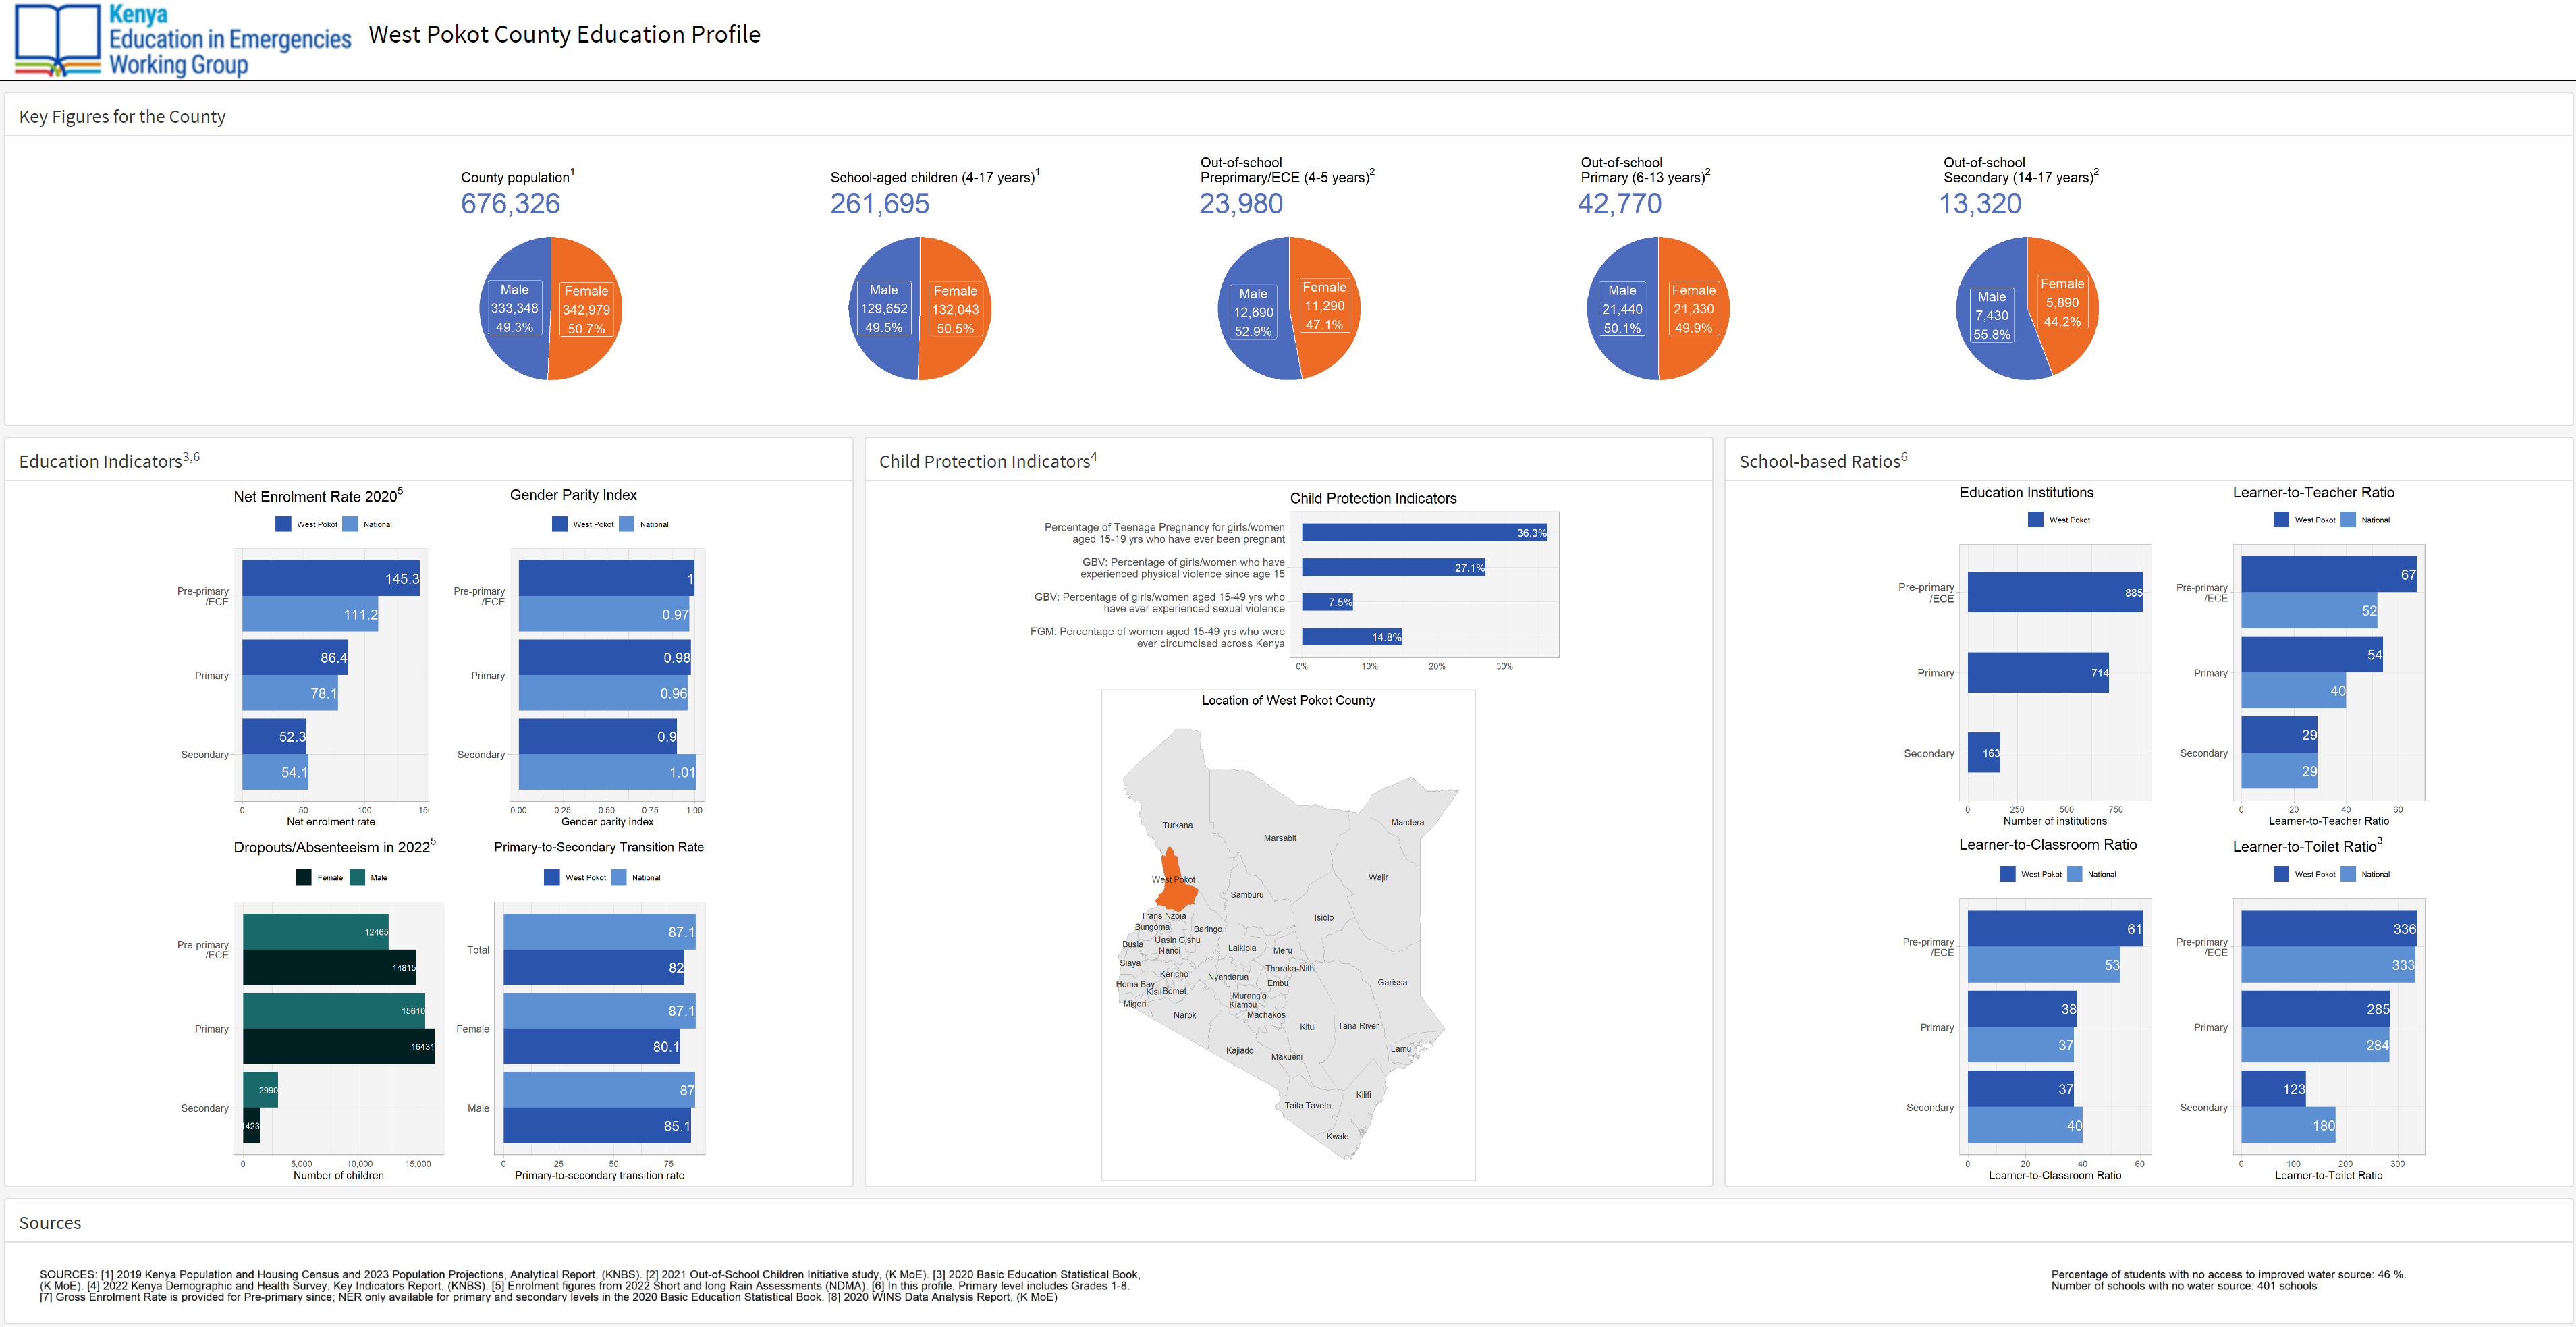 Kenya
Education in Emergencies
Working Group
West Pokot County Education Profile
Key Figures for the County
County population1
676,326
Male
333,348
49.3%
Female
342,979
50.7%
School-aged children (4-17 years)1
261,695
Male
129,652
49.5%
Female
132,043
50.5%
Out-of-school
Preprimary/ECE (4-5 years)2
23,980
Male
12,690
52.9%
Female
11,290
47.1%
Out-of-school
Primary (6-13 years)2
42,770
Male
21,440
50.1%
Female
21,330
49.9%
Out-of-school
Secondary (14-17 years)2
13,320
Male
7,430
55.8%
Female
5,890
44.2%
Education Indicators3,6
Net Enrolment Rate 20205
West Pokot National
Pre-primary
/ECE
145.3
111.2
Primary
86.4
78.1
Secondary
52.3
54.1
0 50 100 15
Net enrolment rate
Gender Parity Index
West Pokot National
Pre-primary
/ECE
1
0.97
Primary
0.98
0.96
Secondary
0.9
1.01
0.00 0.25 0.50 0.75 1.00
Gender parity index
Dropouts/Absenteeism in 20225
Female Male
Pre-primary
/ECE
12465
14815
Primary
15610
16431
Secondary
2990
423
0 5,000 10,000 15,000
Number of children
Primary-to-Secondary Transition Rate
West Pokot National
Total
87.1
82
Female
87.1
80.1
Male
87
85.1
0 25 50 75
Primary-to-secondary transition rate
Child Protection Indicators4
Child Protection Indicators
Percentage of Teenage Pregnancy for girls/women
aged 15-19 yrs who have ever been pregnant
36.3%
GBV: Percentage of girls/women who have
experienced physical violence since age 15
27.1%
GBV: Percentage of girls/women aged 15-49 yrs who
have ever experienced sexual violence
7.5%
FGM: Percentage of women aged 15-49 yrs who were
ever circumcised across Kenya
14.8%
0% 10% 20% 30%
Location of West Pokot County
Turkana
Marsabit
Mandera
West Pokot
Wajir
Samburu
Isiolo
Trans Nzoia
Bungoma
Baringo
Busia
Uasin Gishu
Nandi
Laikipia
Meru
Siaya
Kericho
Nyandarua
Tharaka-Nithi
Embu
Garissa
Homa Bay
Kisii
Bomet
Migori
Murang'a
Kiambu
Machakos
Narok
Kitui
Tana River
Kajiado
Makueni
Lamu
Kilifi
Taita Taveta
Kwale
School-based Ratios6
Education Institutions
West Pokot
Pre-primary
/ECE
885
Primary
714
Secondary
163
0 250 500 750
Number of institutions
Learner-to-Teacher Ratio
West Pokot National
Pre-primary
/ECE
67
52
Primary
54
40
Secondary
29
29
0 20 40 60
Learner-to-Teacher Ratio
Learner-to-Classroom Ratio
West Pokot National
Pre-primary
/ECE
61
53
Primary
38
37
Secondary
37
40
0 20 40 60
Learner-to-Classroom Ratio
Learner-to-Toilet Ratio3
West Pokot National
Pre-primary
/ECE
336
333
Primary
285
284
Secondary
123
180
0 100 200 300
Learner-to-Toilet Ratio
Sources
SOURCES: [1] 2019 Kenya Population and Housing Census and 2023 Population Projections, Analytical Report, (KNBS). [2] 2021 Out-of-School Children Initiative study, (K MoE). [3] 2020 Basic Education Statistical Book,
(K MoE). [4] 2022 Kenya Demographic and Health Survey, Key Indicators Report, (KNBS). [5] Enrolment figures from 2022 Short and long Rain Assessments (NDMA). [6] In this profile, Primary level includes Grades 1-8.
[7] Gross Enrolment Rate is provided for Pre-primary since; NER only available for primary and secondary levels in the 2020 Basic Education Statistical Book. [8] 2020 WINS Data Analysis Report, (K MoE)
Percentage of students with no access to improved water source: 46 %.
Number of schools with no water source: 401 schools